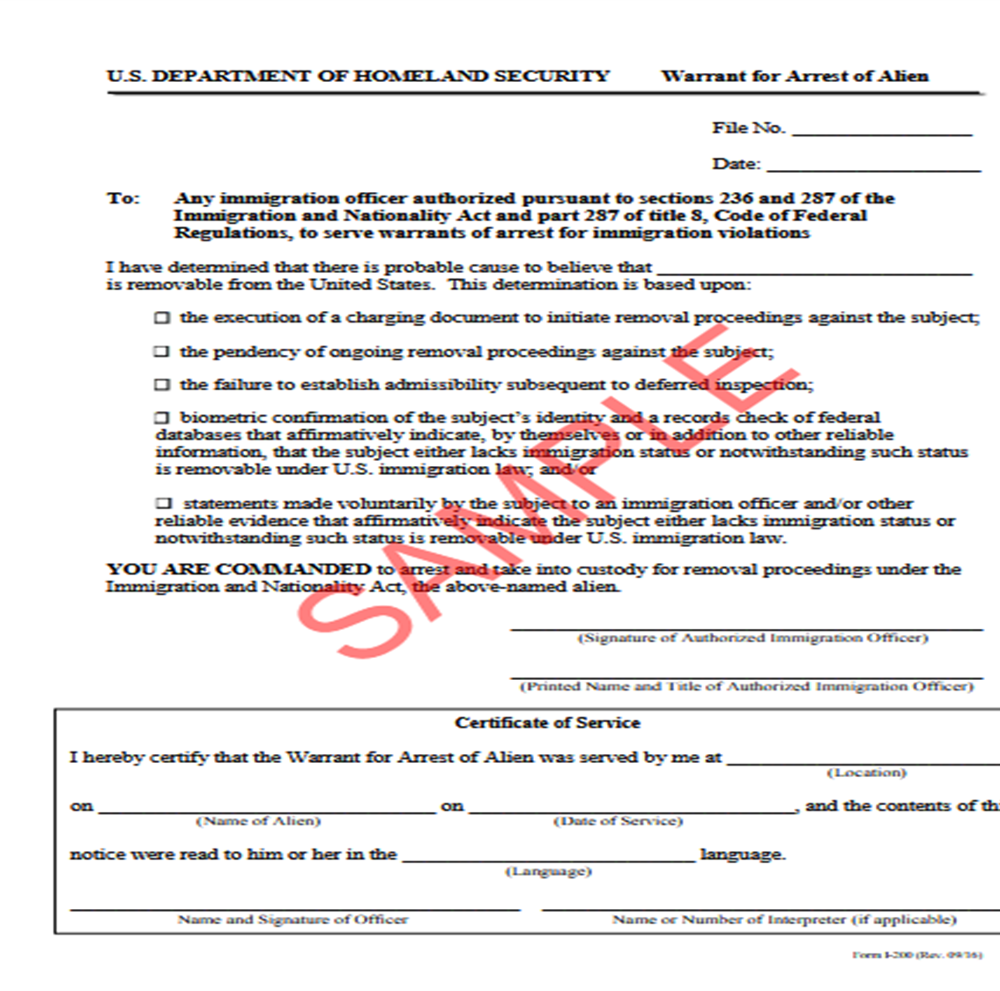 U.S. DEPARTMENT OF HOMELAND SECURITY Warrant for Arrest of Alien
File No. ____________________
Date: ____________________
To: Any immigration officer authorized pursuant to sections 236 and 287 of the
Immigration and Nationality Act and part 287 of title 8, Code of Federal
Regulations, to serve warrants of arrest for immigration violations
I have determined that there is probable cause to believe that ____________________
is removable from the United States. This determination is based upon:
☐ the execution of a charging document to initiate removal proceedings against the subject;
☐ the pendency of ongoing removal proceedings against the subject;
☐ the failure to establish admissibility subsequent to deferred inspection;
☐ biometric confirmation of the subject's identity and a records check of federal
databases that affirmatively indicate, by themselves or in addition to other reliable
information, that the subject either lacks immigration status or notwithstanding such status
is removable under U.S. immigration law; and/or
☐ statements made voluntarily by the subject to an immigration officer and/or other
reliable evidence that affirmatively indicate the subject either lacks immigration status or
notwithstanding such status is removable under U.S. immigration law.
YOU ARE COMMANDED to arrest and take into custody for removal proceedings under the
Immigration and Nationality Act, the above-named alien.
SAMPLE
(Signature of Authorized Immigration Officer)
(Printed Name and Title of Authorized Immigration Officer)
Certificate of Service
I hereby certify that the Warrant for Arrest of Alien was served by me at ____________________
(Location)
on ____________________ on ____________________, and the contents of thi
(Name of Alien) (Date of Service)
notice were read to him or her in the ____________________ language.
(Language)
Name and Signature of Officer Name or Number of Interpreter (if applicable)
Form I-200 (Rev. 09/16)